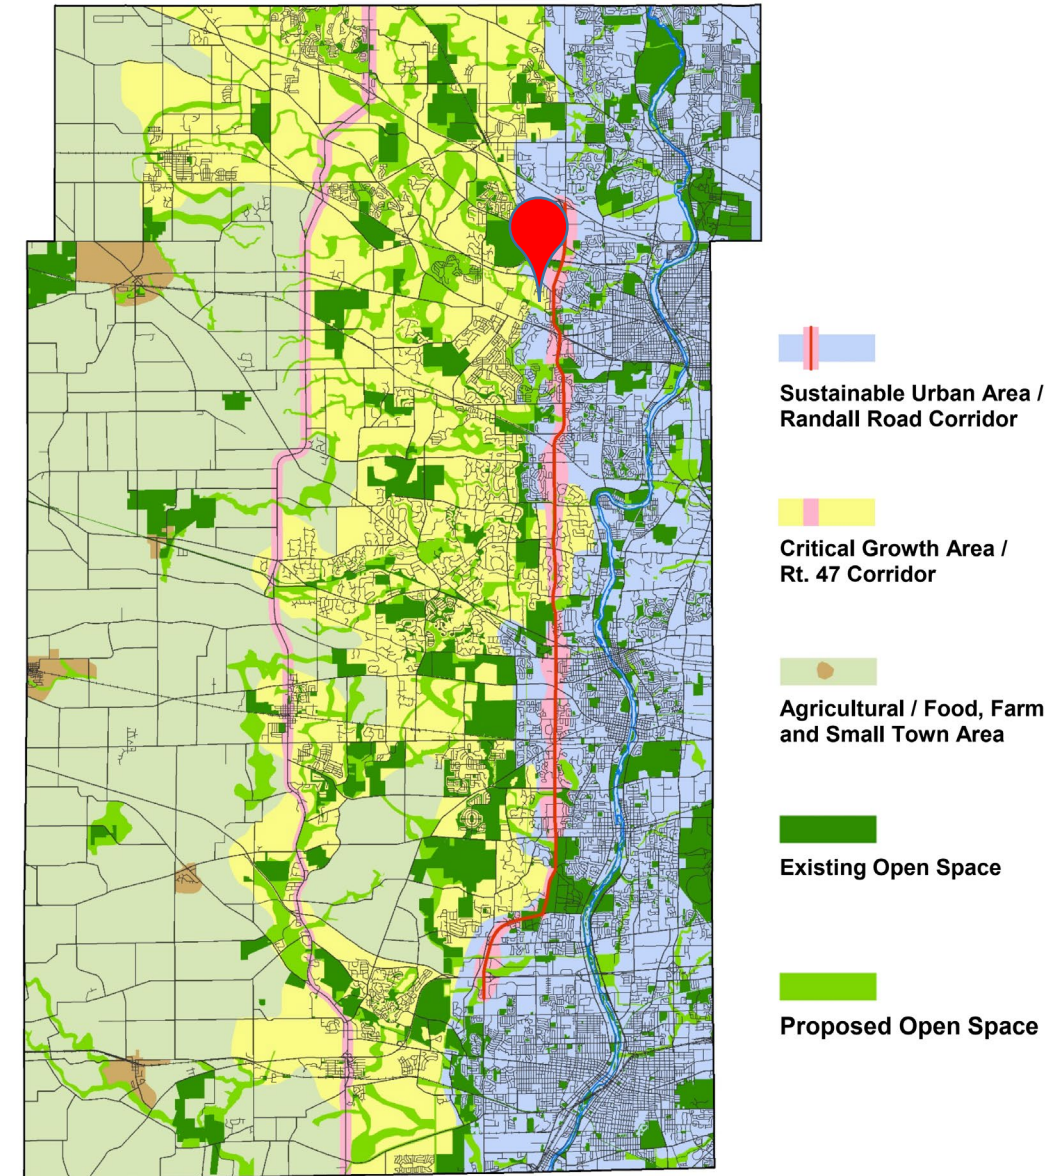 Sustainable Urban Area /
Randall Road Corridor
Critical Growth Area /
Rt. 47 Corridor
Agricultural / Food, Farm
and Small Town Area
Existing Open Space
Proposed Open Space